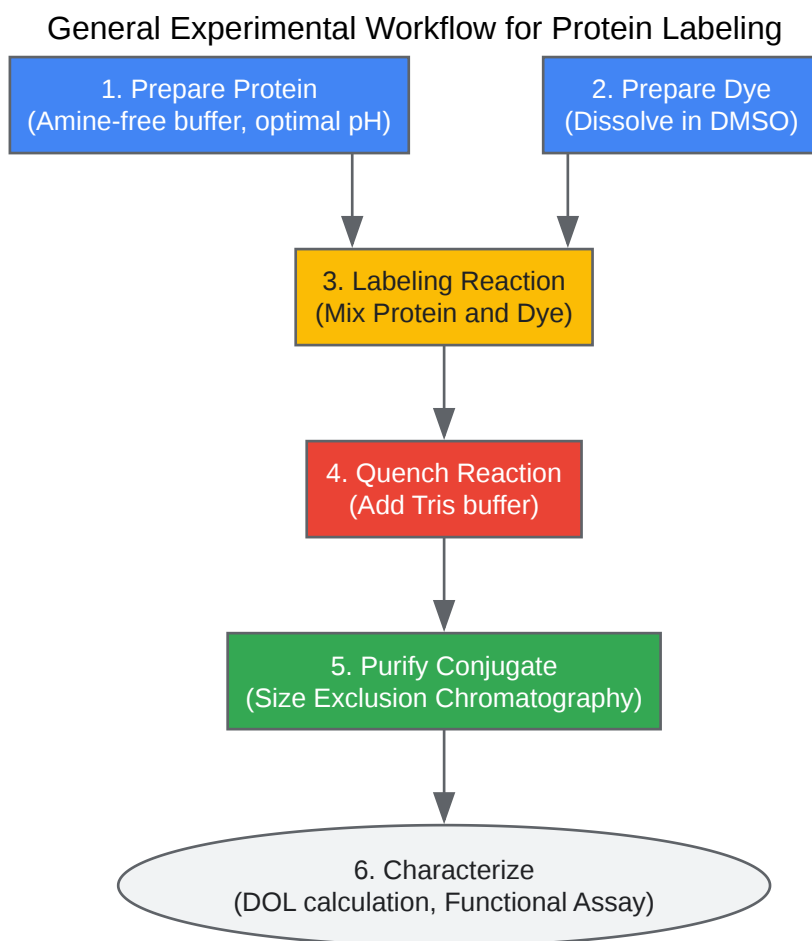 General Experimental Workflow for Protein Labeling
1. Prepare Protein
(Amine-free buffer, optimal pH)
2. Prepare Dye
(Dissolve in DMSO)
3. Labeling Reaction
(Mix Protein and Dye)
4. Quench Reaction
(Add Tris buffer)
5. Purify Conjugate
(Size Exclusion Chromatography)
6. Characterize
(DOL calculation, Functional Assay)